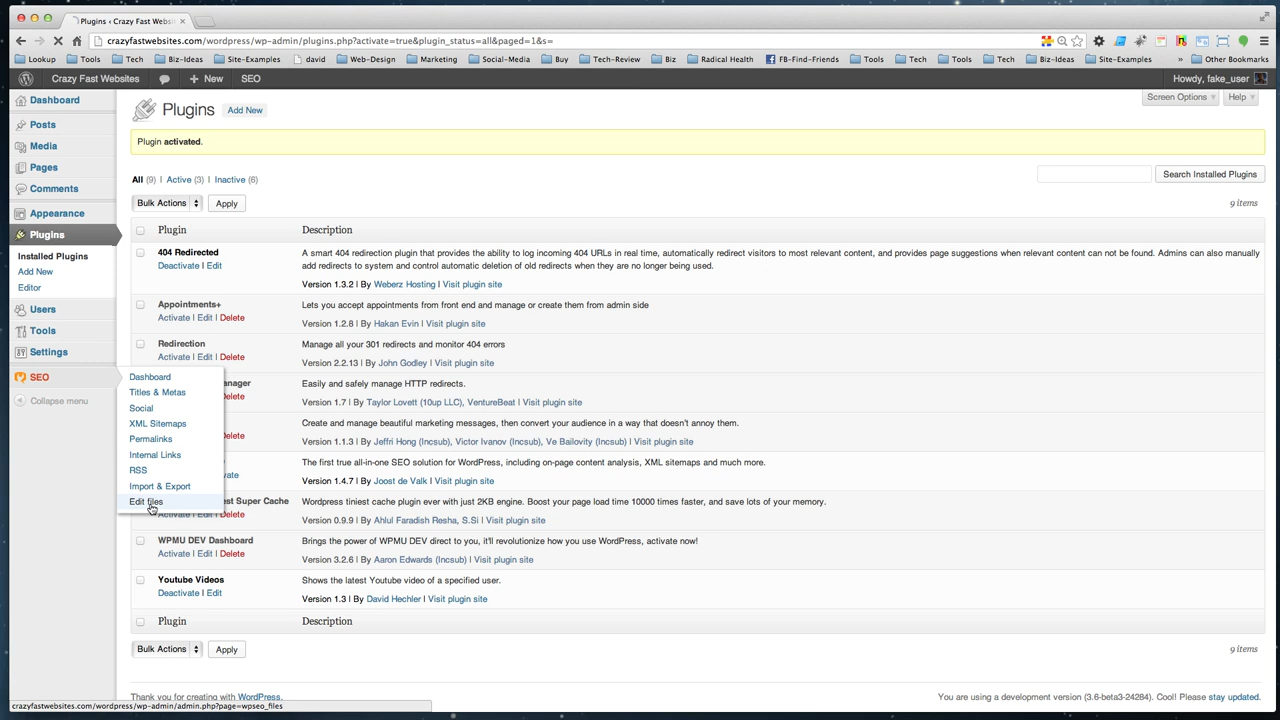 Plugins ‹ Crazy Fast Websit
crazyfastwebsites.com/wordpress/wp-admin/plugins.php?activate=true&plugin_status=all&paged=1&s=
Lookup Tools Tech Biz-Ideas Site-Examples david Web-Design Marketing Social-Media Buy Tech-Review Biz Radical Health FB-Find-Friends Tools Tech Tools Tech Biz-Ideas Site-Examples » Other Bookmarks
Crazy Fast Websites + New SEO Howdy, fake_user
Screen Options Help
Dashboard
Posts
Media
Pages
Comments
Appearance
Plugins
Installed Plugins
Add New
Editor
Users
Tools
Settings
SEO
Collapse menu
Dashboard
Titles & Metas
Social
XML Sitemaps
Permalinks
Internal Links
RSS
Import & Export
Edit files
Plugins Add New
Plugin activated.
All (9) | Active (3) | Inactive (6)
Search Installed Plugins
Bulk Actions Apply 9 items
Plugin Description
404 Redirected
Deactivate | Edit
A smart 404 redirection plugin that provides the ability to log incoming 404 URLs in real time, automatically redirect visitors to most relevant content, and provides page suggestions when relevant content can not be found. Admins can also manually
add redirects to system and control automatic deletion of old redirects when they are no longer being used.
Version 1.3.2 | By Weberz Hosting | Visit plugin site
Appointments+
Activate | Edit | Delete
Lets you accept appointments from front end and manage or create them from admin side
Version 1.2.8 | By Hakan Evin | Visit plugin site
Redirection
Activate | Edit | Delete
Manage all your 301 redirects and monitor 404 errors
Version 2.2.13 | By John Godley | Visit plugin site
anager
Delete
Easily and safely manage HTTP redirects.
Version 1.7 | By Taylor Lovett (10up LLC), VentureBeat | Visit plugin site
Delete
Create and manage beautiful marketing messages, then convert your audience in a way that doesn't annoy them.
Version 1.1.3 | By Jeffri Hong (Incsub), Victor Ivanov (Incsub), Ve Bailovity (Incsub) | Visit plugin site
vate
The first true all-in-one SEO solution for WordPress, including on-page content analysis, XML sitemaps and much more.
Version 1.4.7 | By Joost de Valk | Visit plugin site
est Super Cache
Activate | Edit | Delete
Wordpress tiniest cache plugin ever with just 2KB engine. Boost your page load time 10000 times faster, and save lots of your memory.
Version 0.9.9 | By Ahlul Faradish Resha, S.Si | Visit plugin site
WPMU DEV Dashboard
Activate | Edit | Delete
Brings the power of WPMU DEV direct to you, it'll revolutionize how you use WordPress, activate now!
Version 3.2.6 | By Aaron Edwards (Incsub) | Visit plugin site
Youtube Videos
Deactivate | Edit
Shows the latest Youtube video of a specified user.
Version 1.3 | By David Hechler | Visit plugin site
Plugin Description
Bulk Actions Apply 9 items
Thank you for creating with WordPress. You are using a development version (3.6-beta3-24284). Cool! Please stay updated.
crazyfastwebsites.com/wordpress/wp-admin/admin.php?page=wpseo_files